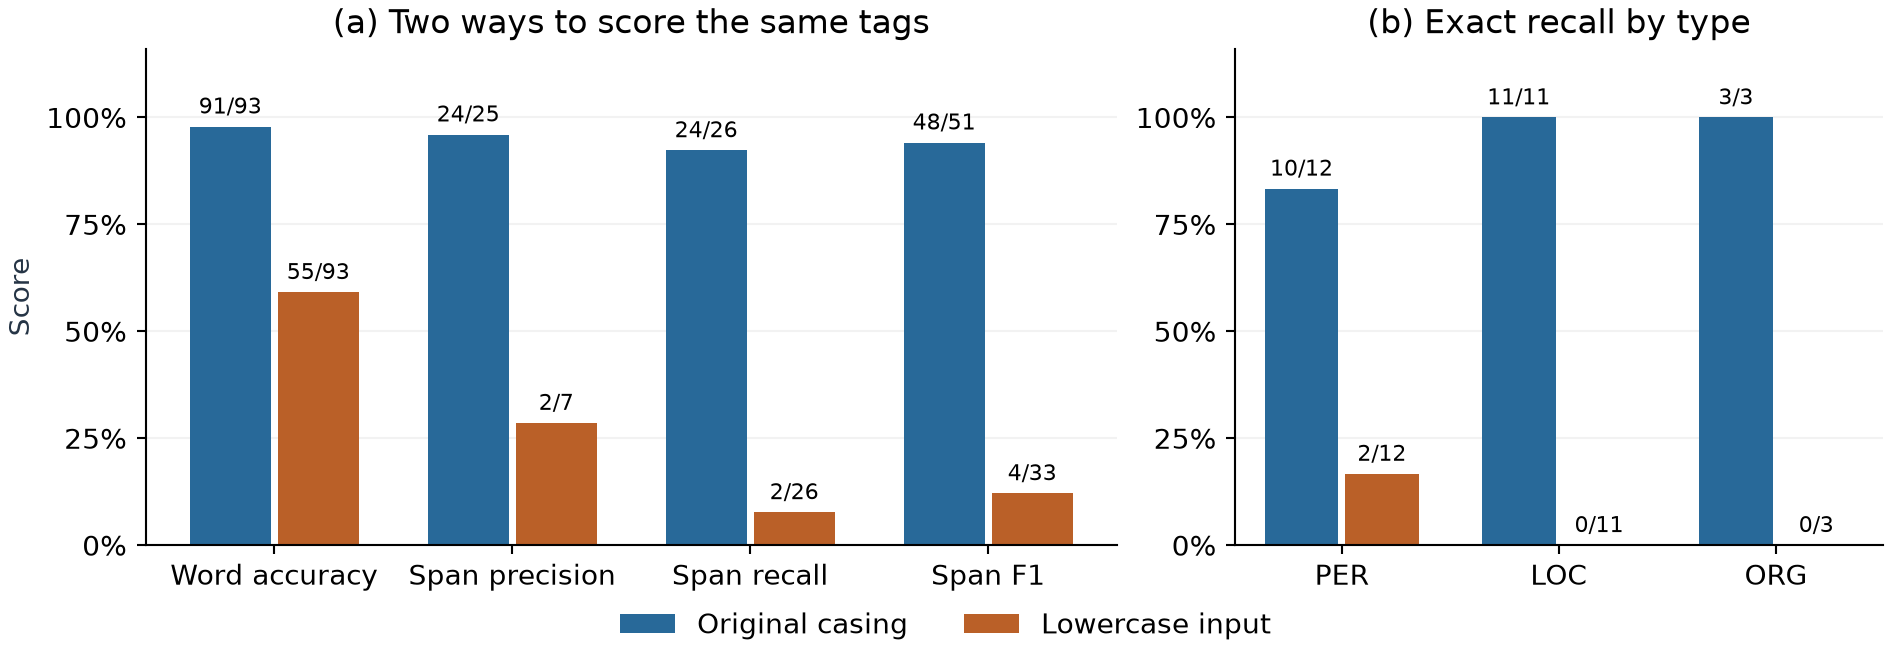 (a) Two ways to score the same tags
Score
100%
75%
50%
25%
0%
91/93
55/93
24/25
2/7
24/26
2/26
48/51
4/33
Word accuracy
Span precision
Span recall
Span F1
(b) Exact recall by type
100%
75%
50%
25%
0%
10/12
2/12
11/11
0/11
3/3
0/3
PER
LOC
ORG
Original casing
Lowercase input